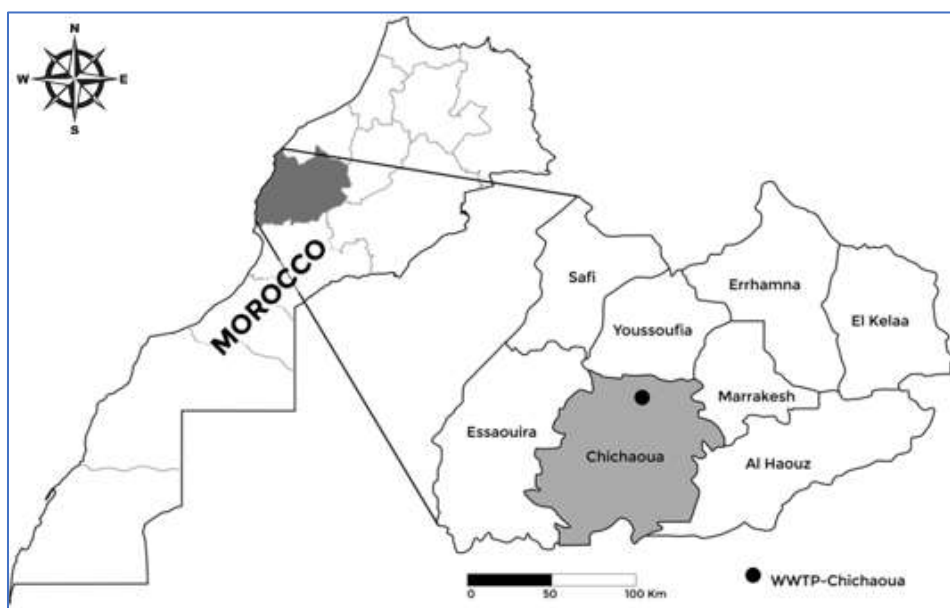 N
W E
S
MOROCCO
Safi
Errhamna
Youssoufia
El Kelaa
Marrakesh
Essaouira
Chichaoua
Al Haouz
WWTP-Chichaoua
0 50 100 Km